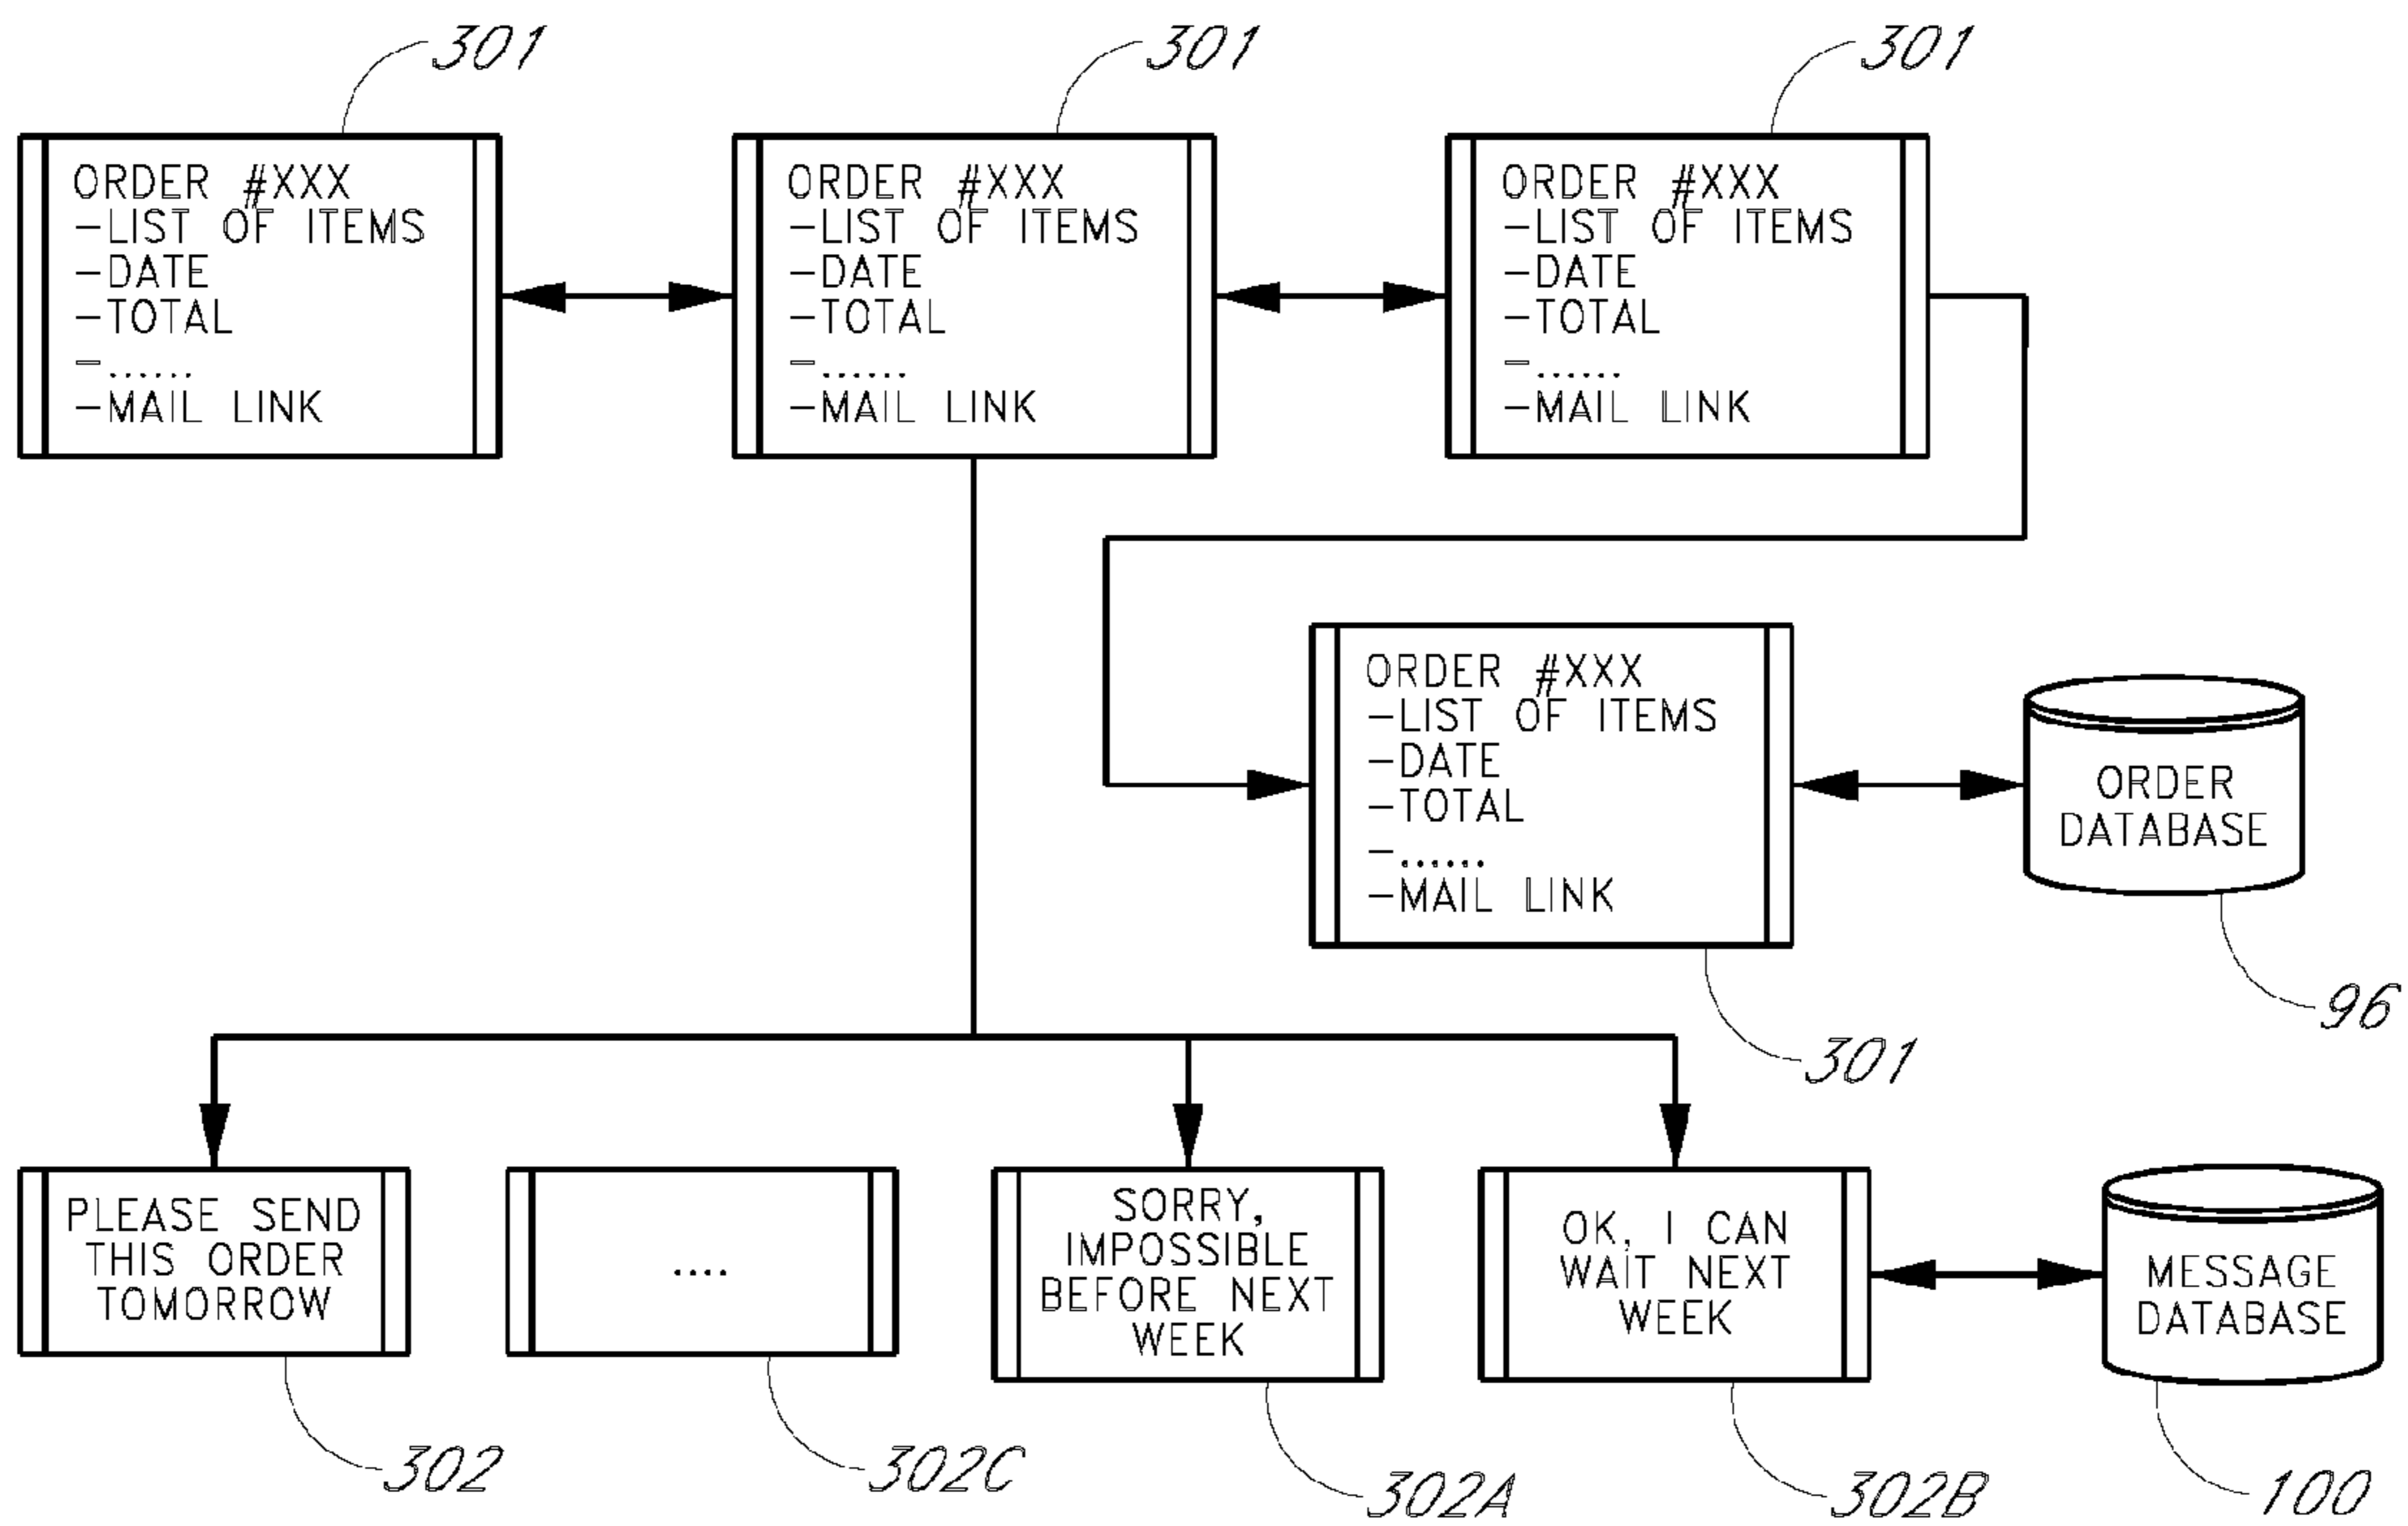 301
301
301
ORDER #XXX
-LIST OF ITEMS
-DATE
-TOTAL
-......
-MAIL LINK
ORDER #XXX
-LIST OF ITEMS
-DATE
-TOTAL
-......
-MAIL LINK
ORDER #XXX
-LIST OF ITEMS
-DATE
-TOTAL
-......
-MAIL LINK
ORDER #XXX
-LIST OF ITEMS
-DATE
-TOTAL
-......
-MAIL LINK
301
ORDER
DATABASE
96
PLEASE SEND
THIS ORDER
TOMORROW
302
....
302C
SORRY,
IMPOSSIBLE
BEFORE NEXT
WEEK
302A
OK, I CAN
WAIT NEXT
WEEK
302B
MESSAGE
DATABASE
100